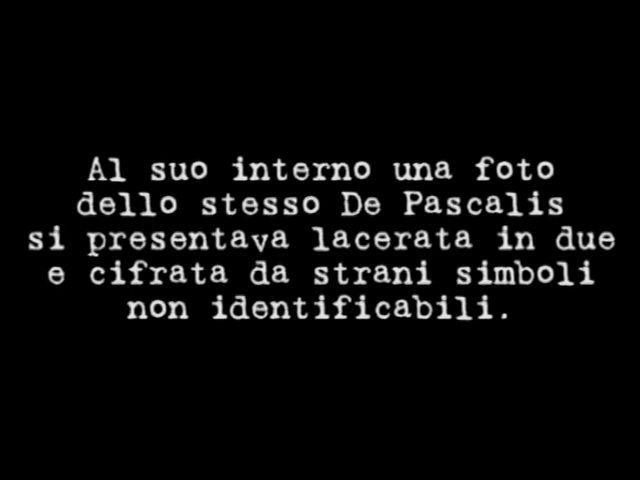 Al suo interno una foto
dello stesso De Pascalis
si presentava lacerata in due
e cifrata da strani simboli
non identificabili.